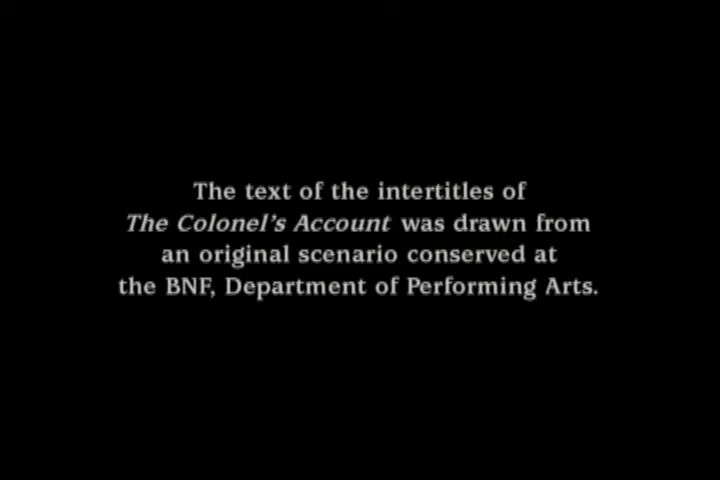 The text of the intertitles of
The Colonel's Account was drawn from
an original scenario conserved at
the BNF, Department of Performing Arts.